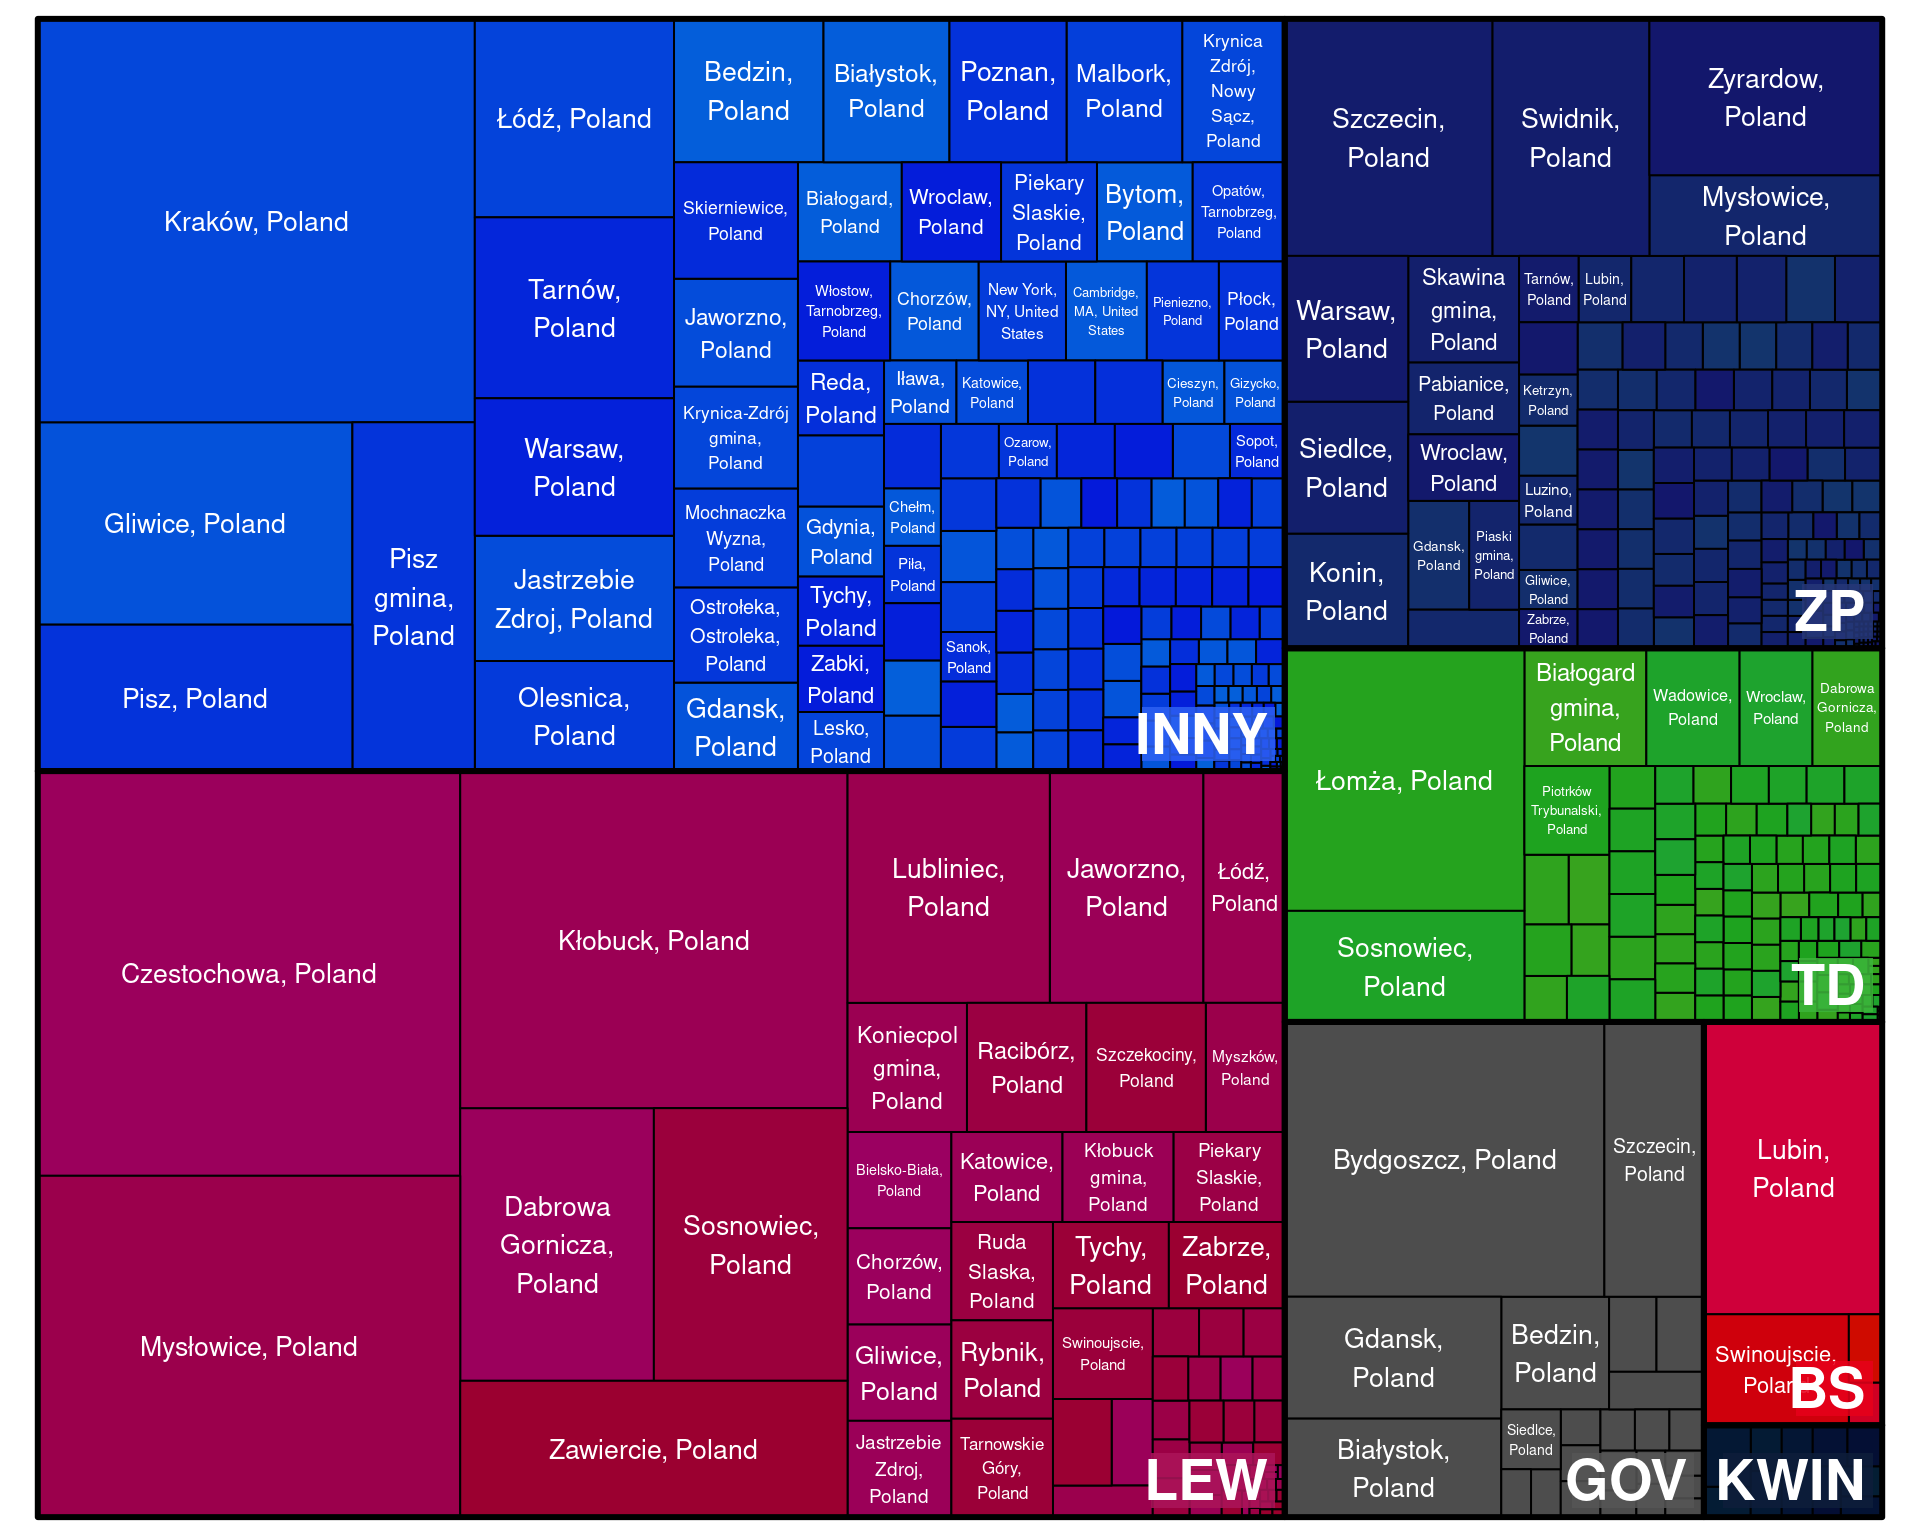 Kraków, Poland
Gliwice, Poland
Pisz, Poland
Pisz
gmina,
Poland
Łódź, Poland
Tarnów,
Poland
Warsaw,
Poland
Jastrzebie
Zdroj, Poland
Olesnica,
Poland
Bedzin,
Poland
Białystok,
Poland
Poznan,
Poland
Malbork,
Poland
Krynica
Zdrój,
Nowy
Sącz,
Poland
Skierniewice,
Poland
Jaworzno,
Poland
Krynica-Zdrój
gmina,
Poland
Mochnaczka
Wyzna,
Poland
Ostrołeka,
Ostroleka,
Poland
Gdansk,
Poland
Białogard,
Poland
Wroclaw,
Poland
Piekary
Slaskie,
Poland
Bytom,
Poland
Opatów,
Tarnobrzeg,
Poland
Włostow,
Tarnobrzeg,
Poland
Chorzów,
Poland
New York,
NY, United
States
Cambridge,
MA, United
States
Pieniezno,
Poland
Płock,
Poland
Reda,
Poland
Iława,
Poland
Katowice,
Poland
Cieszyn,
Poland
Gizycko,
Poland
Ozarow,
Poland
Sopot,
Poland
Gdynia,
Poland
Chełm,
Poland
Tychy,
Poland
Piła,
Poland
Zabki,
Poland
Sanok,
Poland
Lesko,
Poland
INNY
Czestochowa, Poland
Mysłowice, Poland
Kłobuck, Poland
Dabrowa
Gornicza,
Poland
Sosnowiec,
Poland
Zawiercie, Poland
Lubliniec,
Poland
Jaworzno,
Poland
Łódź,
Poland
Koniecpol
gmina,
Poland
Racibórz,
Poland
Szczekociny,
Poland
Myszków,
Poland
Bielsko-Biała,
Poland
Katowice,
Poland
Kłobuck
gmina,
Poland
Piekary
Slaskie,
Poland
Chorzów,
Poland
Ruda
Slaska,
Poland
Tychy,
Poland
Zabrze,
Poland
Gliwice,
Poland
Rybnik,
Poland
Swinoujscie,
Poland
Jastrzebie
Zdroj,
Poland
Tarnowskie
Góry,
Poland
LEW
Szczecin,
Poland
Swidnik,
Poland
Zyrardow,
Poland
Mysłowice,
Poland
Warsaw,
Poland
Siedlce,
Poland
Konin,
Poland
Skawina
gmina,
Poland
Pabianice,
Poland
Wroclaw,
Poland
Gdansk,
Poland
Piaski
gmina,
Poland
Tarnów,
Poland
Lubin,
Poland
Ketrzyn,
Poland
Luzino,
Poland
Gliwice,
Poland
Zabrze,
Poland
ZP
Łomża, Poland
Sosnowiec,
Poland
Białogard
gmina,
Poland
Wadowice,
Poland
Wroclaw,
Poland
Dabrowa
Gornicza,
Poland
Piotrków
Trybunalski,
Poland
TD
Bydgoszcz, Poland
Szczecin,
Poland
Gdansk,
Poland
Białystok,
Poland
Bedzin,
Poland
Siedlce,
Poland
GOV
Lubin,
Poland
Swinoujscie,
Poland
BS
KWIN